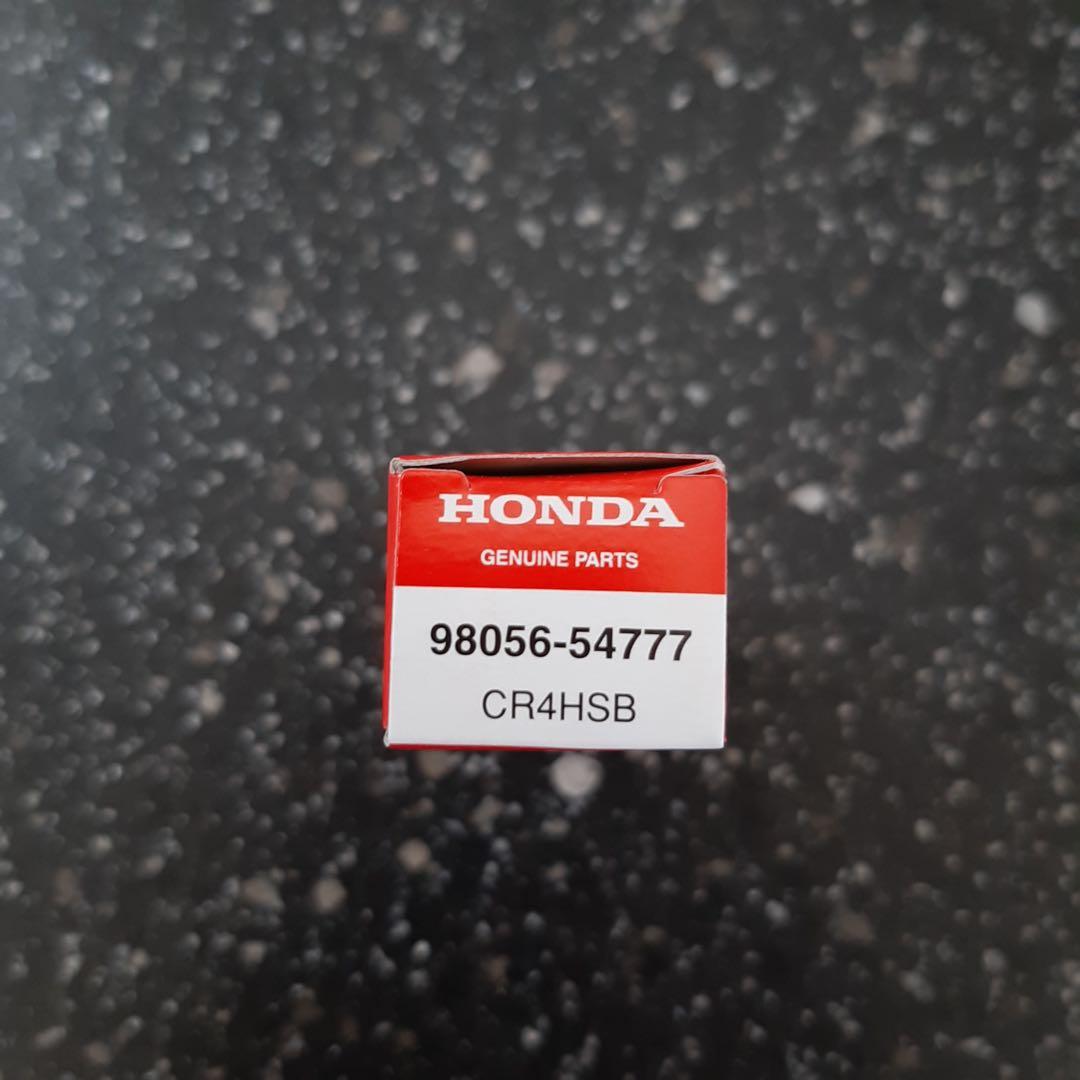 HONDA
GENUINE PARTS
98056-54777
CR4HSB